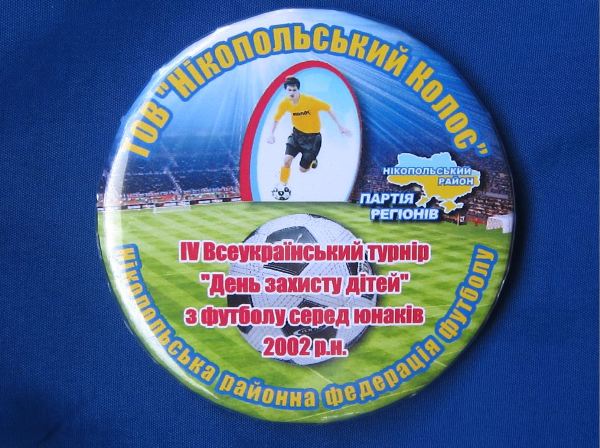 ТОВ "Нікопольський Колос"
КОЛОС
НІКОПОЛЬСЬКИЙ
РАЙОН
ПАРТІЯ
РЕГІОНІВ
IV Всеукраїнський турнір
"День захисту дітей"
з футболу серед юнаків
2002 р.н.
Нікопольська районна федерація футболу